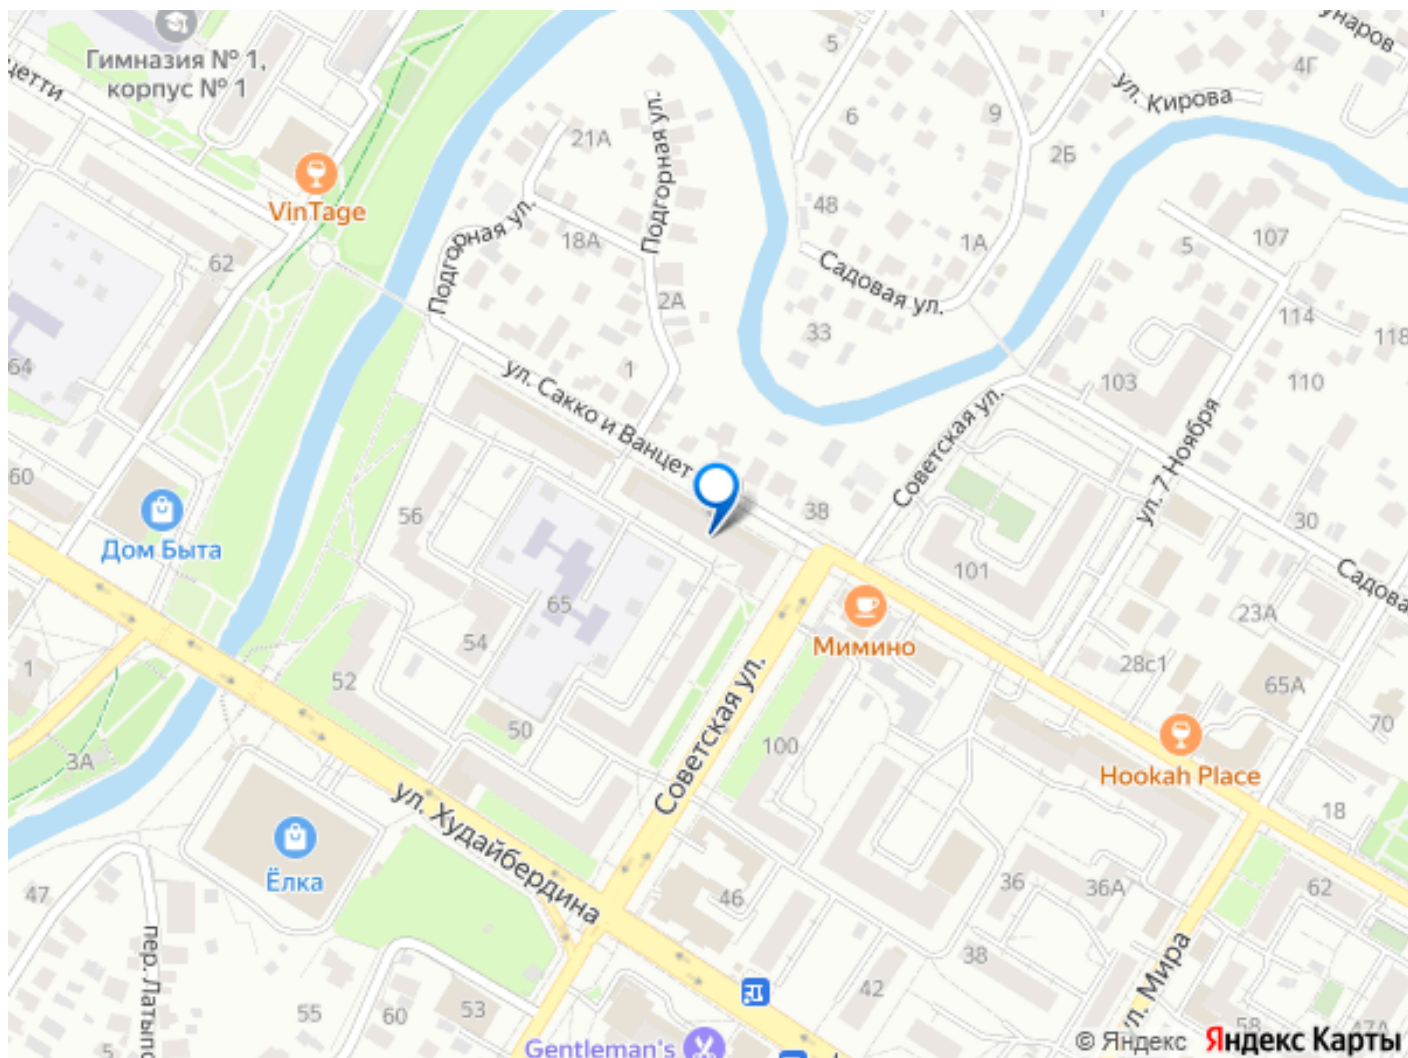 Гимназия № 1,
корпус № 1
цетти
VinTage
62
64
60
Дом Быта
Подгорная ул.
21А
18А
Подгорная ул.
2А
1
ул. Сакко и Ванцет
5
6
9
2Б
4Г
унаров
ул. Кирова
48
1А
Садовая ул.
33
5
107
114
118
110
103
Советская ул.
ул. 7 Ноября
38
30
Садова
101
23А
28с1
65А
70
Мимино
56
65
54
52
50
1
3А
Советская ул.
100
Hookah Place
18
ул. Худайбердина
Ёлка
47
пер. Латыпо
46
36
36А
62
38
42
ул. Мира
55
60
53
5
Gentleman's
58
47А
© Яндекс Яндекс Карты